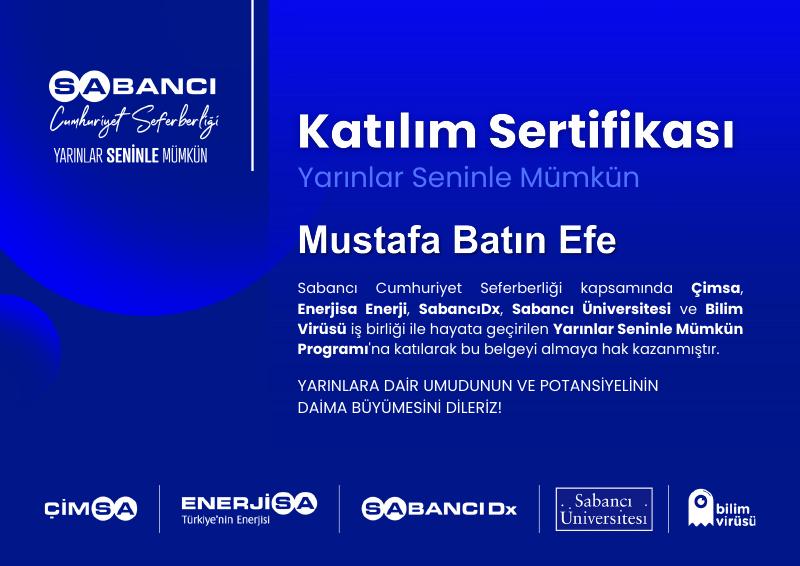 SABANCI
Cumhuriyet Seferberliği
YARINLAR SENİNLE MÜMKÜN
Katılım Sertifikası
Yarınlar Seninle Mümkün
Mustafa Batın Efe
Sabancı Cumhuriyet Seferberliği kapsamında Çimsa,
Enerjisa Enerji, SabancıDx, Sabancı Üniversitesi ve Bilim
Virüsü iş birliği ile hayata geçirilen Yarınlar Seninle Mümkün
Programı'na katılarak bu belgeyi almaya hak kazanmıştır.
YARINLARA DAİR UMUDUNUN VE POTANSİYELİNİN
DAİMA BÜYÜMESİNİ DİLERİZ!
ÇİMSA
ENERJİSA
Türkiye'nin Enerjisi
SABANCI Dx
Sabancı
Üniversitesi
bilim
virüsü